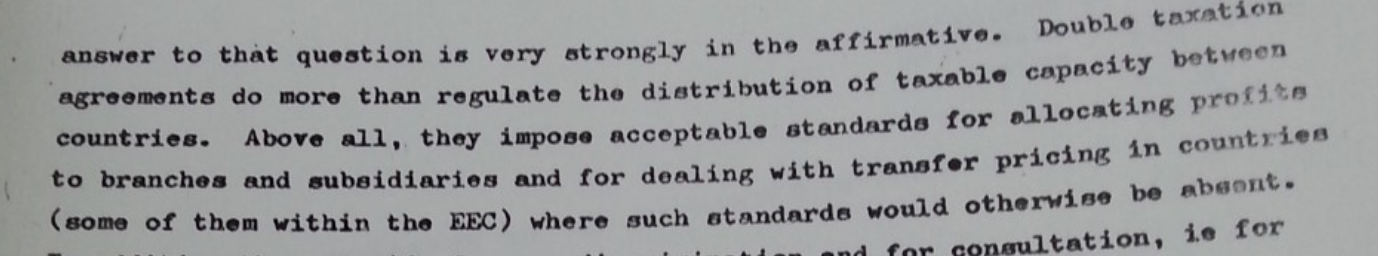 answer to that question is very strongly in the affirmative. Double taxation
agreements do more than regulate the distribution of taxable capacity between
countries. Above all, they impose acceptable standards for allocating profits
to branches and subsidiaries and for dealing with transfer pricing in countries
(some of them within the EEC) where such standards would otherwise be absent.
and for consultation, ie for